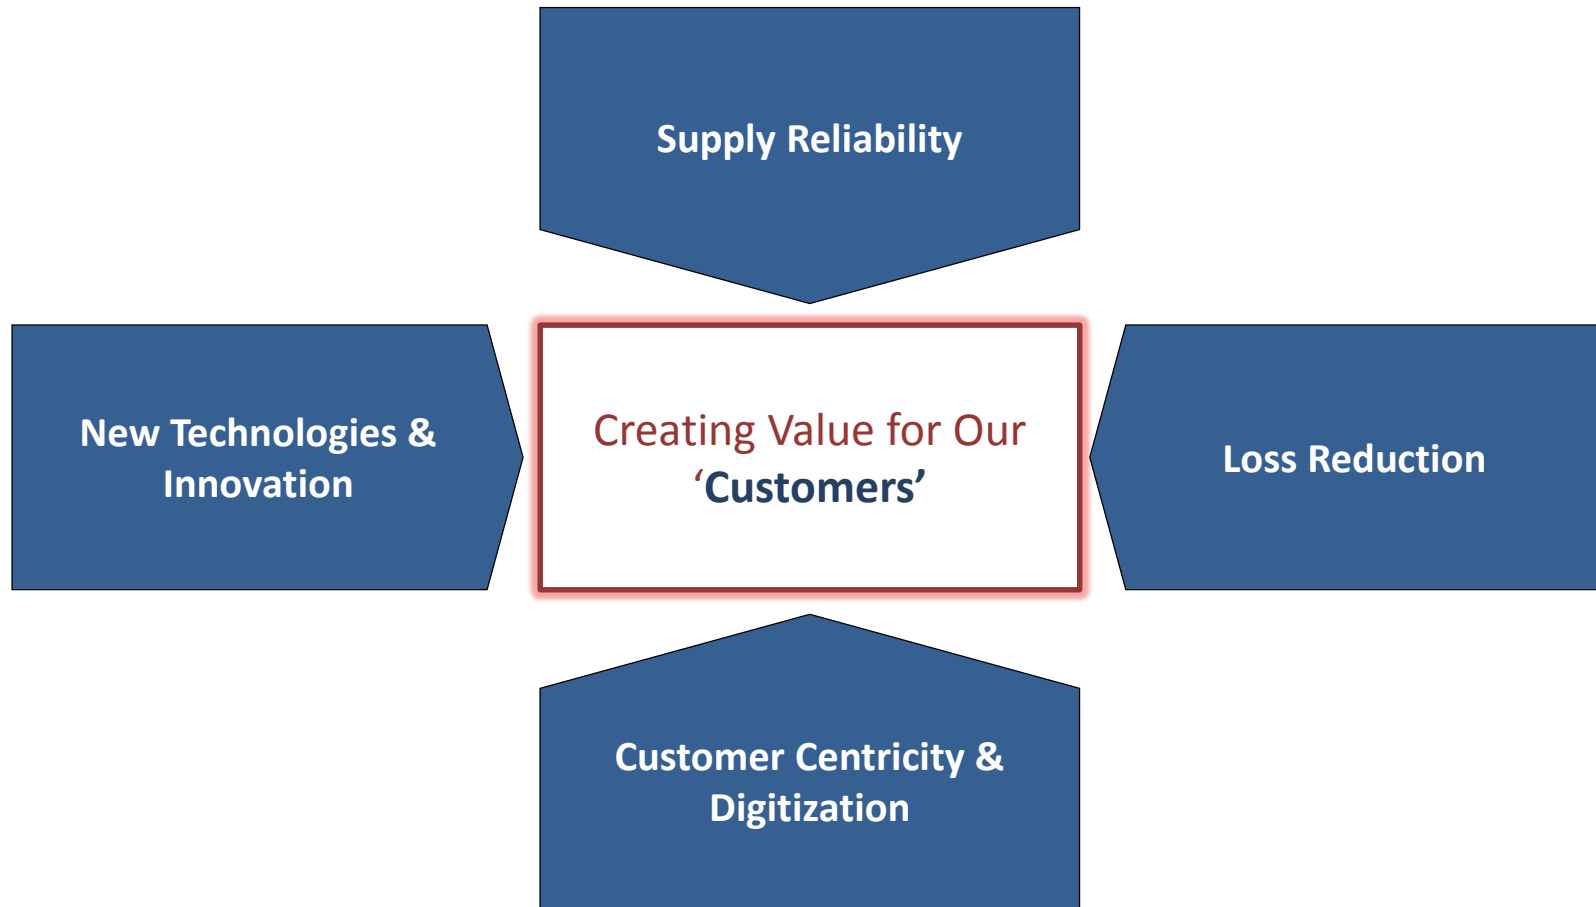 Supply Reliability
New Technologies &
Innovation
Creating Value for Our
‘Customers’
Loss Reduction
Customer Centricity &
Digitization